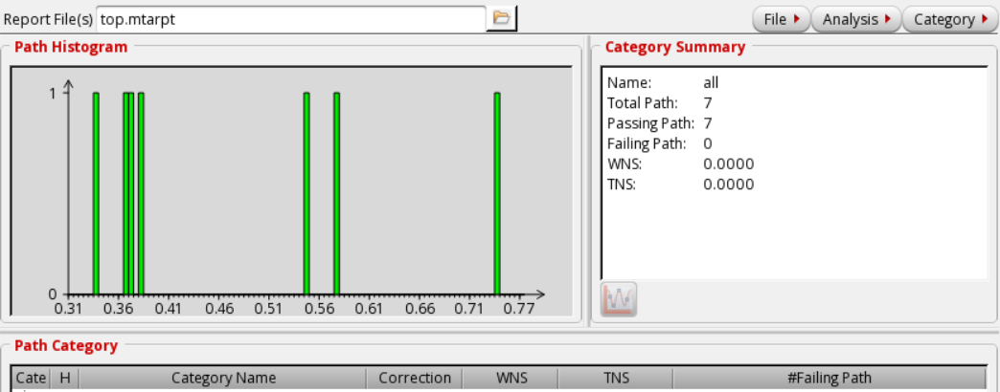 Report File(s) top.mtarpt File Analysis Category
Path Histogram
1
0
0.31 0.36 0.41 0.46 0.51 0.56 0.61 0.66 0.71 0.77
Category Summary
Name: all
Total Path: 7
Passing Path: 7
Failing Path: 0
WNS: 0.0000
TNS: 0.0000
Path Category
Cate H Category Name Correction WNS TNS #Failing Path